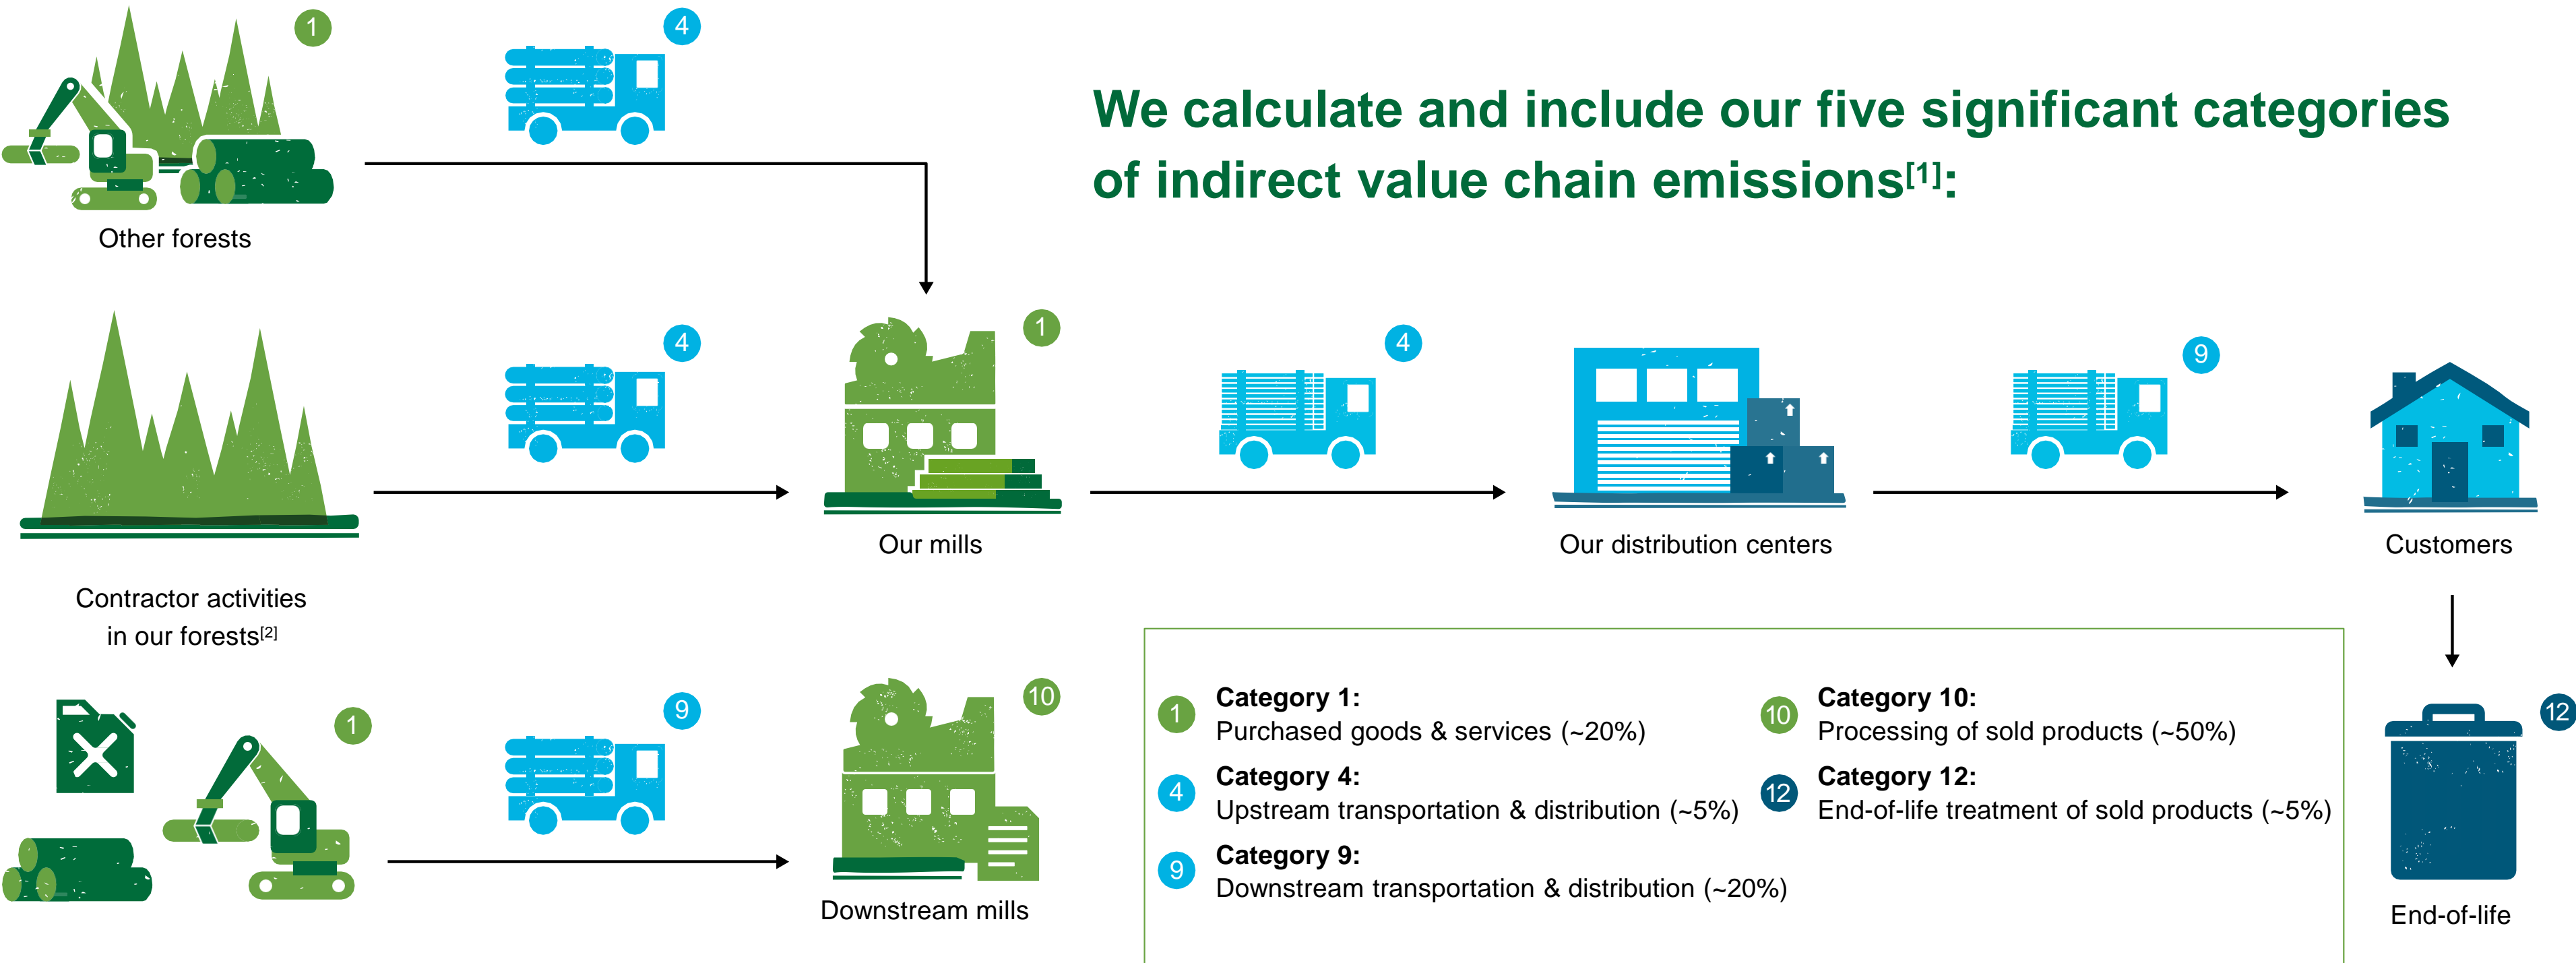 We calculate and include our five significant categories
of indirect value chain emissions[1]:
1
4
Other forests
4
1
4
9
Our mills
Our distribution centers
Customers
Contractor activities
in our forests[2]
1
9
10
Downstream mills
1
Category 1:
Purchased goods & services (~20%)
4
Category 4:
Upstream transportation & distribution (~5%)
9
Category 9:
Downstream transportation & distribution (~20%)
10
Category 10:
Processing of sold products (~50%)
12
Category 12:
End-of-life treatment of sold products (~5%)
12
End-of-life